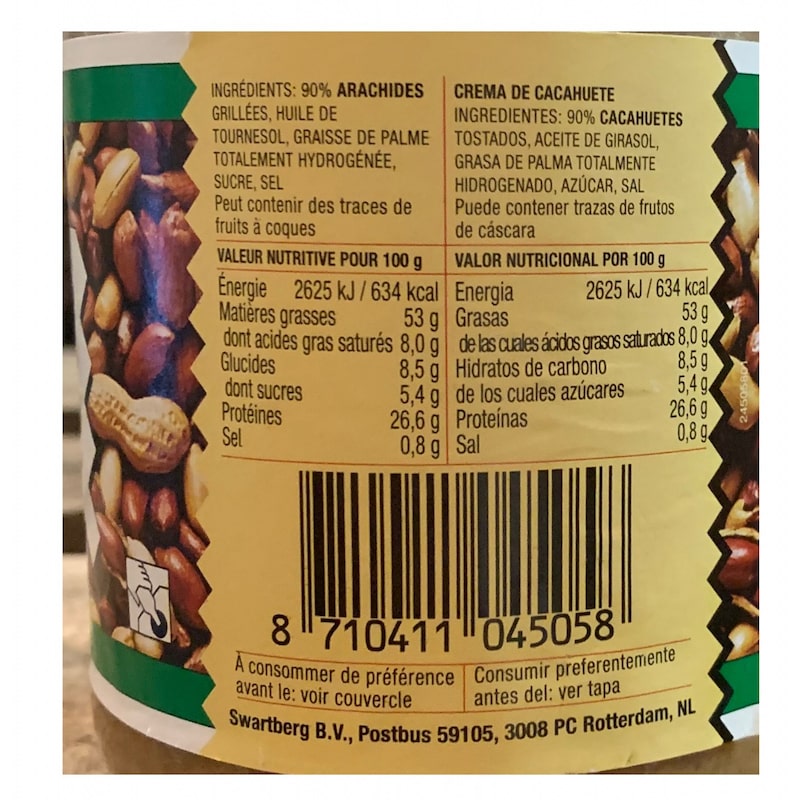 INGRÉDIENTS: 90% ARACHIDES
GRILLÉES, HUILE DE
TOURNESOL, GRAISSE DE PALME
TOTALEMENT HYDROGÉNÉE,
SUCRE, SEL
Peut contenir des traces de
fruits à coques
VALEUR NUTRITIVE POUR 100 g
Énergie 2625 kJ / 634 kcal
Matières grasses 53 g
dont acides gras saturés 8,0 g
Glucides 8,5 g
dont sucres 5,4 g
Protéines 26,6 g
Sel 0,8 g
CREMA DE CACAHUETE
INGREDIENTES: 90% CACAHUETES
TOSTADOS, ACEITE DE GIRASOL,
GRASA DE PALMA TOTALMENTE
HIDROGENADO, AZÚCAR, SAL
Puede contener trazas de frutos
de cáscara
VALOR NUTRICIONAL POR 100 g
Energia 2625 kJ / 634 kcal
Grasas 53 g
de las cuales ácidos grasos saturados 8,0 g
Hidratos de carbono 8,5 g
de los cuales azúcares 5,4 g
Proteínas 26,6 g
Sal 0,8 g
8 710411 045058
À consommer de préférence
avant le: voir couvercle
Consumir preferentemente
antes del: ver tapa
Swartberg B.V., Postbus 59105, 3008 PC Rotterdam, NL